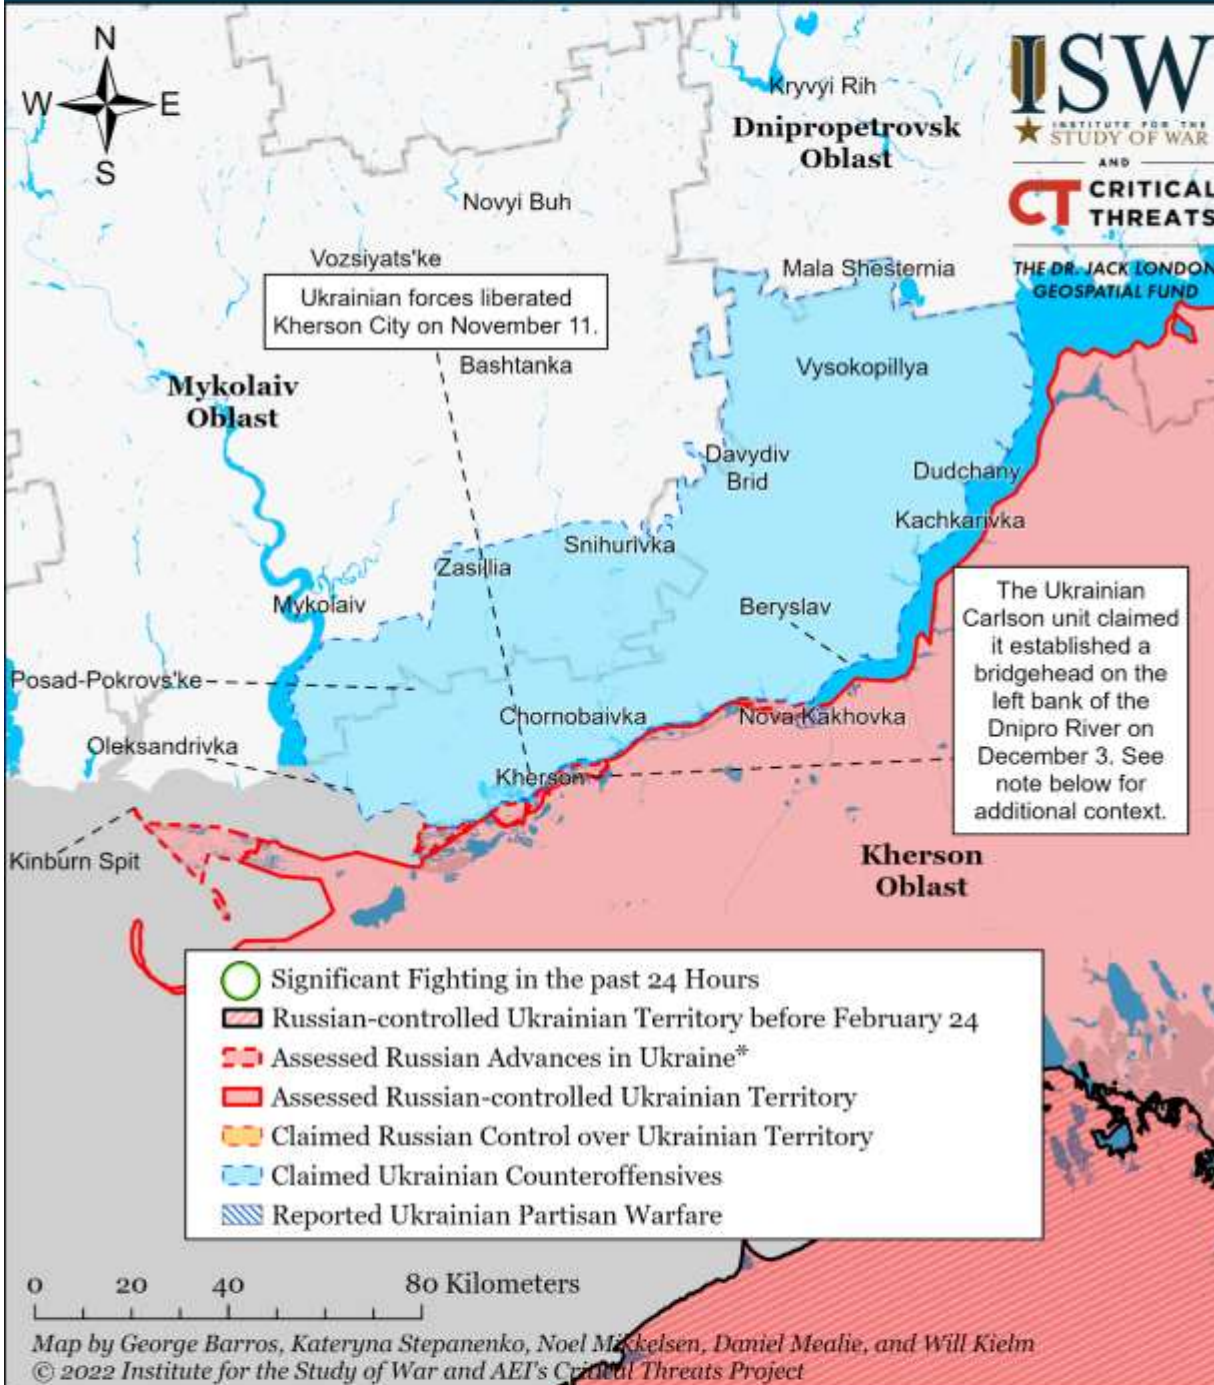 N
W
E
S
ISW
INSTITUTE FOR THE
STUDY OF WAR
AND
CT CRITICAL
THREATS
THE DR. JACK LONDON
GEOSPATIAL FUND
Kryvyi Rih
Dnipropetrovsk
Oblast
Novyi Buh
Vozsiyats'ke
Mala Shesternia
Ukrainian forces liberated
Kherson City on November 11.
Bashtanka
Vysokopillya
Mykolaiv
Oblast
Davydiv
Brid
Dudchany
Kachkarivka
Snihurivka
Zasillia
Mykolaiv
Beryslav
The Ukrainian
Carlson unit claimed
it established a
bridgehead on the
left bank of the
Dnipro River on
December 3. See
note below for
additional context.
Posad-Pokrovs'ke
Chornobaivka
Nova Kakhovka
Oleksandrivka
Kherson
Kinburn Spit
Kherson
Oblast
Significant Fighting in the past 24 Hours
Russian-controlled Ukrainian Territory before February 24
Assessed Russian Advances in Ukraine*
Assessed Russian-controlled Ukrainian Territory
Claimed Russian Control over Ukrainian Territory
Claimed Ukrainian Counteroffensives
Reported Ukrainian Partisan Warfare
0 20 40 80 Kilometers
Map by George Barros, Kateryna Stepanenko, Noel Mikkelsen, Daniel Mealie, and Will Kielm
© 2022 Institute for the Study of War and AEI's Critical Threats Project